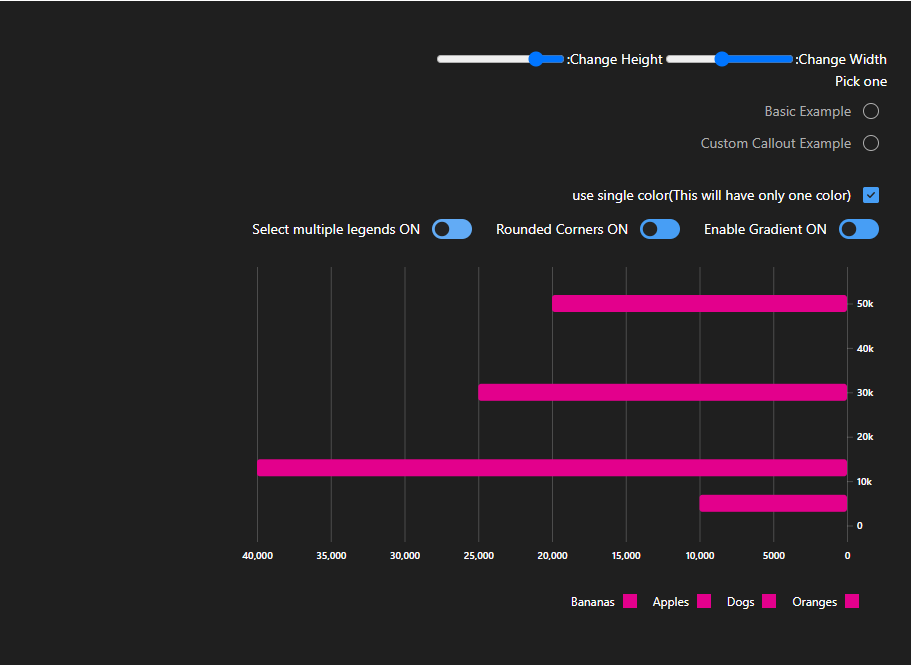 :Change Height :Change Width
Pick one
Basic Example
Custom Callout Example
use single color(This will have only one color)
Select multiple legends ON Rounded Corners ON Enable Gradient ON
50k
40k
30k
20k
10k
0
40,000 35,000 30,000 25,000 20,000 15,000 10,000 5000 0
Bananas Apples Dogs Oranges